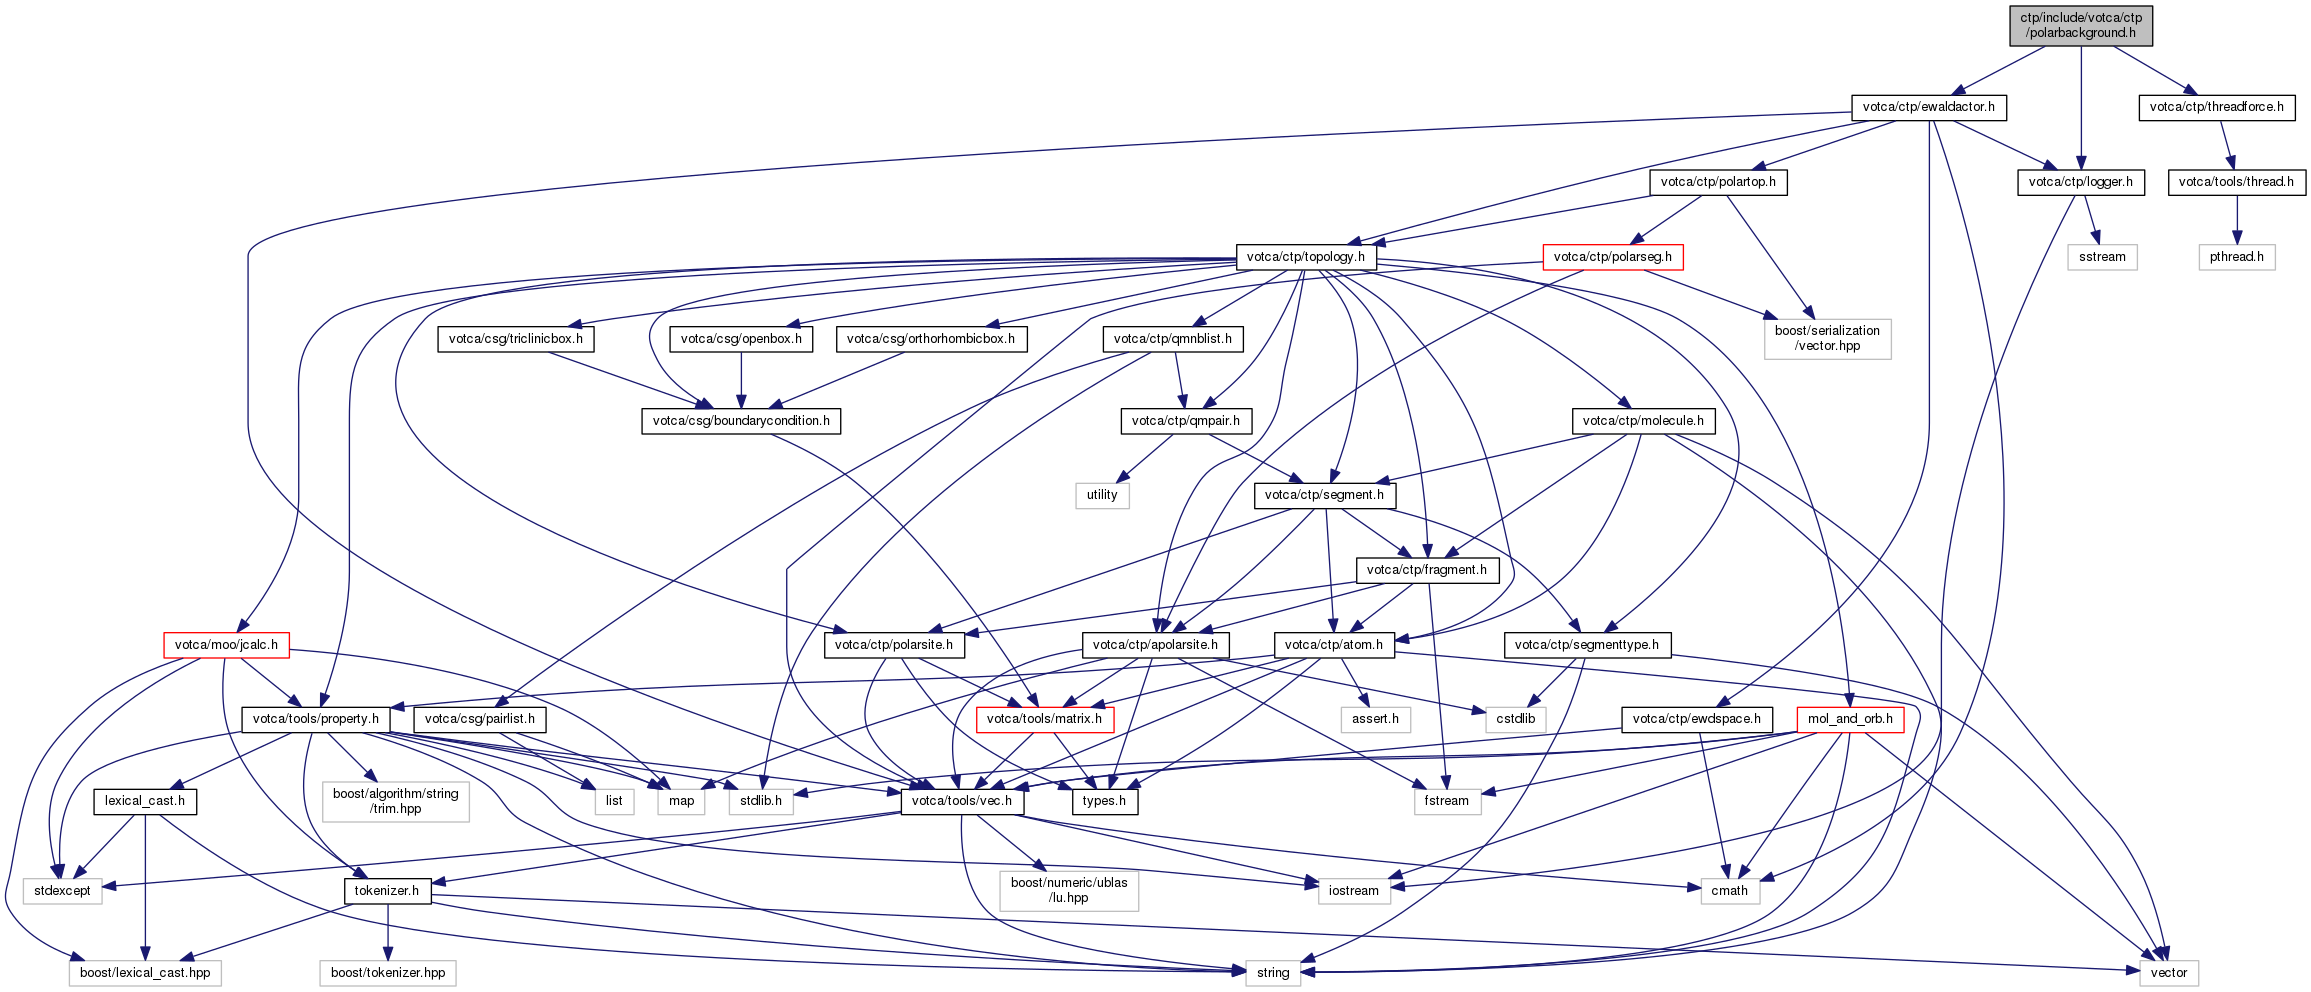 ctp/include/votca/ctp
/polarbackground.h
votca/ctp/ewaldactor.h
votca/ctp/threadforce.h
votca/ctp/polartop.h
votca/ctp/logger.h
votca/tools/thread.h
votca/ctp/topology.h
votca/ctp/polarseg.h
sstream
pthread.h
votca/csg/triclinicbox.h
votca/csg/openbox.h
votca/csg/orthorhombicbox.h
votca/ctp/qmnblist.h
boost/serialization
/vector.hpp
votca/csg/boundarycondition.h
votca/ctp/qmpair.h
votca/ctp/molecule.h
utility
votca/ctp/segment.h
votca/ctp/fragment.h
votca/moo/jcalc.h
votca/ctp/polarsite.h
votca/ctp/apolarsite.h
votca/ctp/atom.h
votca/ctp/segmenttype.h
votca/tools/property.h
votca/csg/pairlist.h
votca/tools/matrix.h
assert.h
cstdlib
votca/ctp/ewdspace.h
mol_and_orb.h
lexical_cast.h
boost/algorithm/string
/trim.hpp
list
map
stdlib.h
votca/tools/vec.h
types.h
fstream
stdexcept
tokenizer.h
boost/numeric/ublas
/lu.hpp
iostream
cmath
boost/lexical_cast.hpp
boost/tokenizer.hpp
string
vector